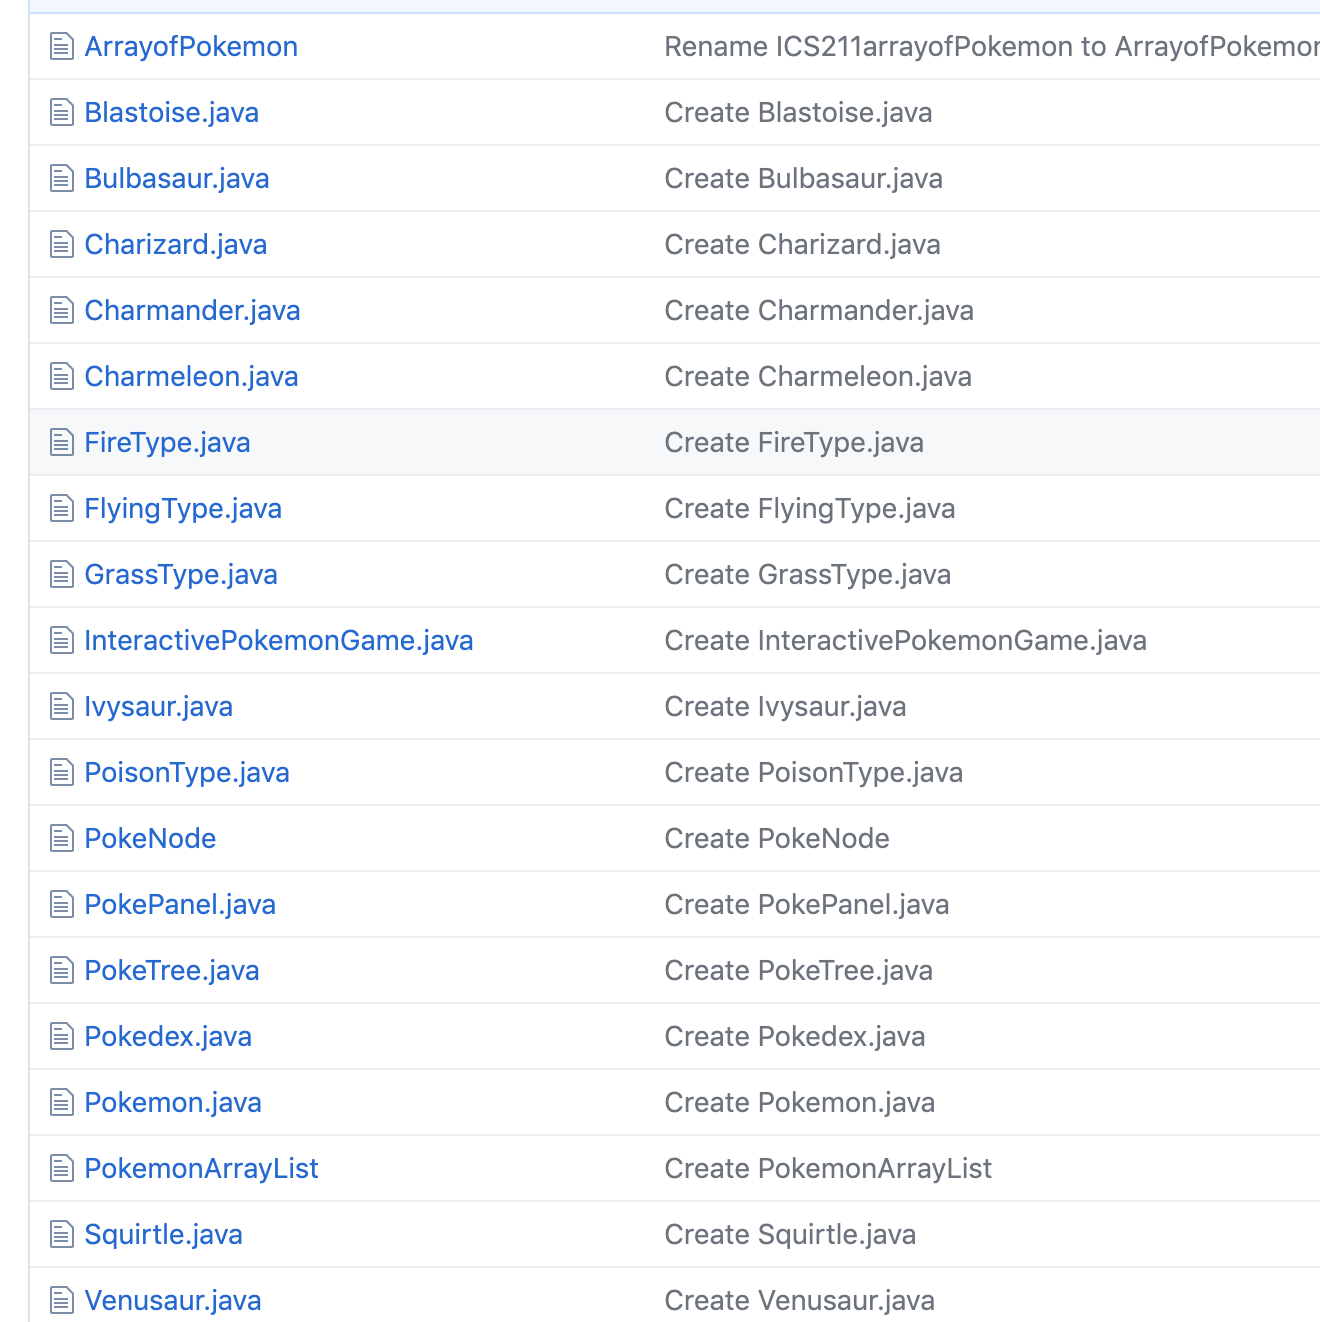 ArrayofPokemon Rename ICS211arrayofPokemon to ArrayofPokemon
Blastoise.java Create Blastoise.java
Bulbasaur.java Create Bulbasaur.java
Charizard.java Create Charizard.java
Charmander.java Create Charmander.java
Charmeleon.java Create Charmeleon.java
FireType.java Create FireType.java
FlyingType.java Create FlyingType.java
GrassType.java Create GrassType.java
InteractivePokemonGame.java Create InteractivePokemonGame.java
Ivysaur.java Create Ivysaur.java
PoisonType.java Create PoisonType.java
PokeNode Create PokeNode
PokePanel.java Create PokePanel.java
PokeTree.java Create PokeTree.java
Pokedex.java Create Pokedex.java
Pokemon.java Create Pokemon.java
PokemonArrayList Create PokemonArrayList
Squirtle.java Create Squirtle.java
Venusaur.java Create Venusaur.java